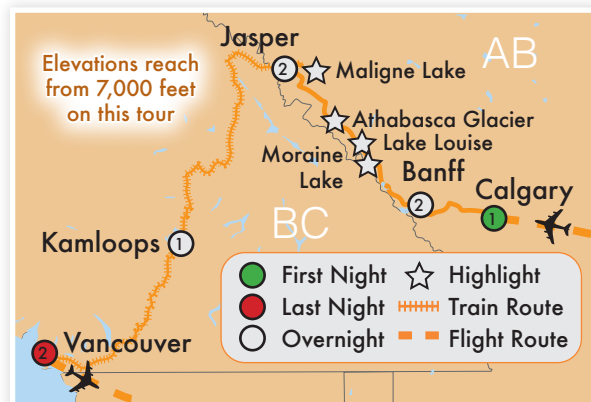 Jasper
2
Maligne Lake
AB
Elevations reach
from 7,000 feet
on this tour
Athabasca Glacier
Lake Louise
Moraine
Lake
Banff
2
Calgary
1
BC
Kamloops
1
Vancouver
2
First Night
Highlight
Last Night
Train Route
Overnight
Flight Route